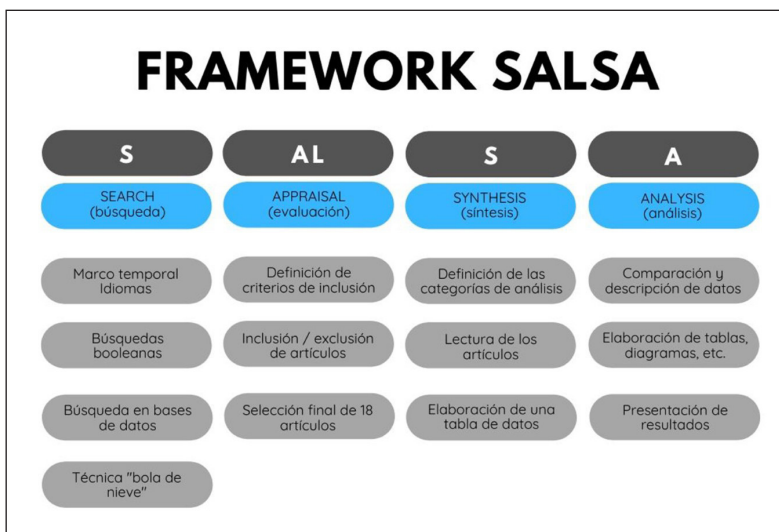 FRAMEWORK SALSA
S
AL
S
A
SEARCH
(búsqueda)
APPRAISAL
(evaluación)
SYNTHESIS
(síntesis)
ANALYSIS
(análisis)
Marco temporal
Idiomas
Definición de
criterios de inclusión
Definición de las
categorías de análisis
Comparación y
descripción de datos
Búsquedas
booleanas
Inclusión / exclusión
de artículos
Lectura de los
artículos
Elaboración de tablas,
diagramas, etc.
Búsqueda en bases
de datos
Selección final de 18
artículos
Elaboración de una
tabla de datos
Presentación de
resultados
Técnica "bola de
nieve"